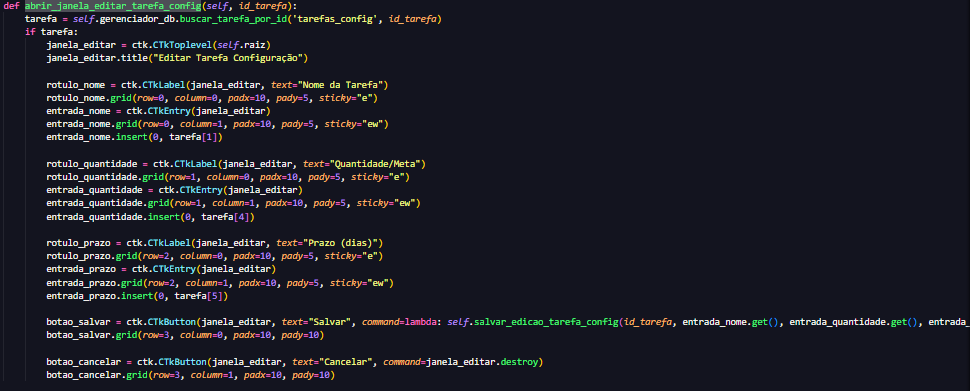 def abrir_janela_editar_tarefa_config(self, id_tarefa):
tarefa = self.gerenciador_db.buscar_tarefa_por_id('tarefas_config', id_tarefa)
if tarefa:
janela_editar = ctk.CTkToplevel(self.raiz)
janela_editar.title("Editar Tarefa Configuração")
rotulo_nome = ctk.CTkLabel(janela_editar, text="Nome da Tarefa")
rotulo_nome.grid(row=0, column=0, padx=10, pady=5, sticky="e")
entrada_nome = ctk.CTkEntry(janela_editar)
entrada_nome.grid(row=0, column=1, padx=10, pady=5, sticky="ew")
entrada_nome.insert(0, tarefa[1])
rotulo_quantidade = ctk.CTkLabel(janela_editar, text="Quantidade/Meta")
rotulo_quantidade.grid(row=1, column=0, padx=10, pady=5, sticky="e")
entrada_quantidade = ctk.CTkEntry(janela_editar)
entrada_quantidade.grid(row=1, column=1, padx=10, pady=5, sticky="ew")
entrada_quantidade.insert(0, tarefa[4])
rotulo_prazo = ctk.CTkLabel(janela_editar, text="Prazo (dias)")
rotulo_prazo.grid(row=2, column=0, padx=10, pady=5, sticky="e")
entrada_prazo = ctk.CTkEntry(janela_editar)
entrada_prazo.grid(row=2, column=1, padx=10, pady=5, sticky="ew")
entrada_prazo.insert(0, tarefa[5])
botao_salvar = ctk.CTkButton(janela_editar, text="Salvar", command=lambda: self.salvar_edicao_tarefa_config(id_tarefa, entrada_nome.get(), entrada_quantidade.get(), entrada_
botao_salvar.grid(row=3, column=0, padx=10, pady=10)
botao_cancelar = ctk.CTkButton(janela_editar, text="Cancelar", command=janela_editar.destroy)
botao_cancelar.grid(row=3, column=1, padx=10, pady=10)